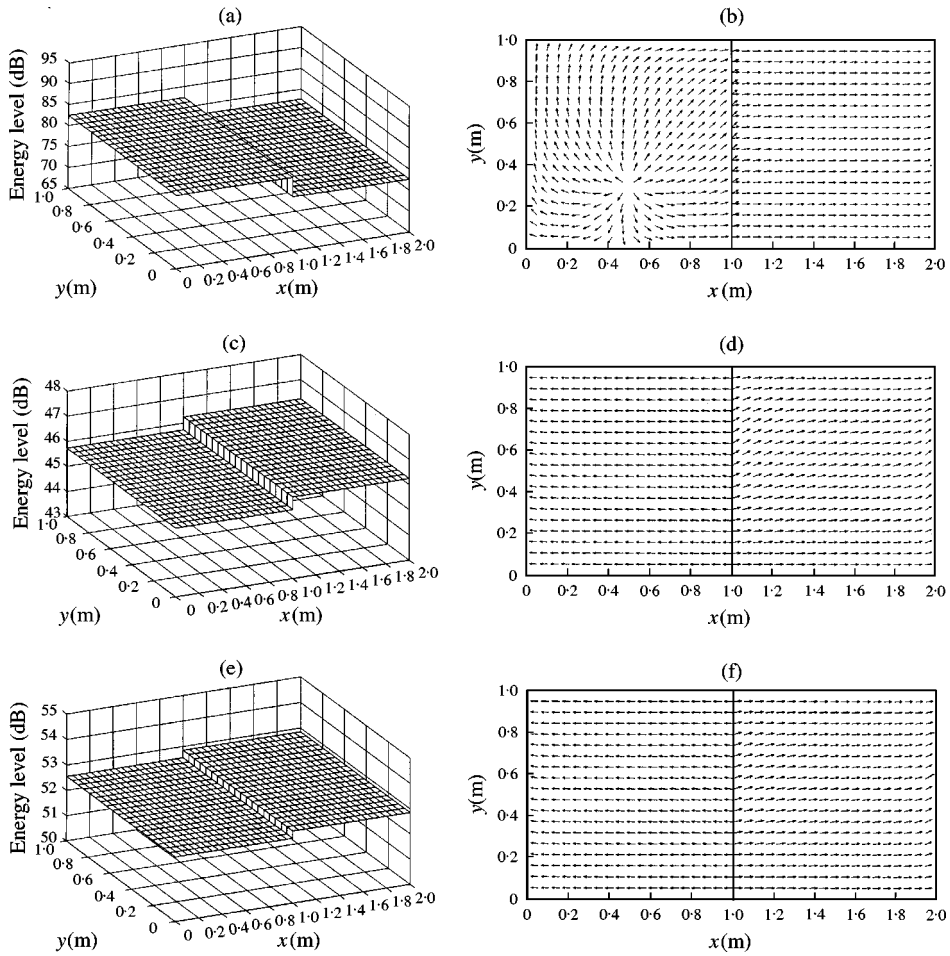 (a)
Energy level (dB)
95
90
85
80
75
70
65
1·0
0·8
0·6
0·4
0·2
0
y(m)
0 0·2 0·4 0·6 0·8 1·0 1·2 1·4 1·6 1·8 2·0
x(m)
(b)
y(m)
1·0
0·8
0·6
0·4
0·2
0
0 0·2 0·4 0·6 0·8 1·0 1·2 1·4 1·6 1·8 2·0
x (m)
(c)
Energy level (dB)
48
47
46
45
44
43
1·0
0·8
0·6
0·4
0·2
0
y(m)
0 0·2 0·4 0·6 0·8 1·0 1·2 1·4 1·6 1·8 2·0
x(m)
(d)
y(m)
1·0
0·8
0·6
0·4
0·2
0
0 0·2 0·4 0·6 0·8 1·0 1·2 1·4 1·6 1·8 2·0
x(m)
(e)
Energy level (dB)
55
54
53
52
51
50
1·0
0·8
0·6
0·4
0·2
0
y(m)
0 0·2 0·4 0·6 0·8 1·0 1·2 1·4 1·6 1·8 2·0
x(m)
(f)
y(m)
1·0
0·8
0·6
0·4
0·2
0
0 0·2 0·4 0·6 0·8 1·0 1·2 1·4 1·6 1·8 2·0
x(m)